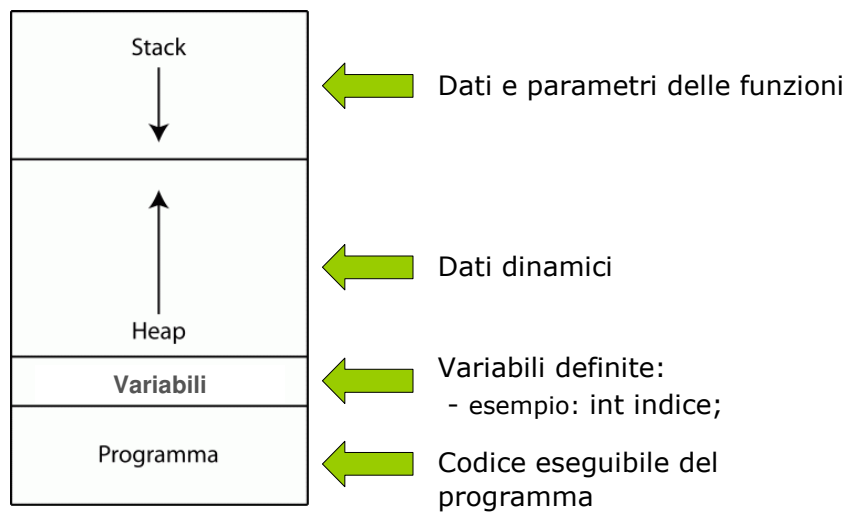 Stack
Dati e parametri delle funzioni
Dati dinamici
Heap
Variabili
Variabili definite:
- esempio: int indice;
Programma
Codice eseguibile del
programma